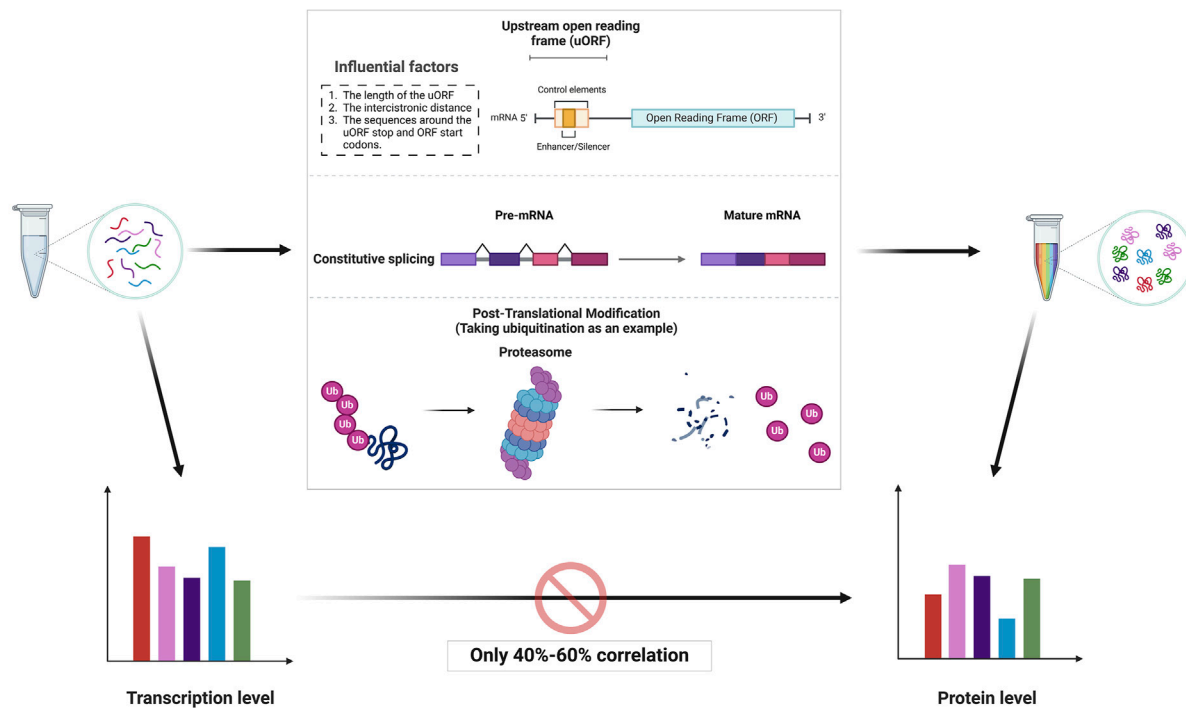 Upstream open reading
frame (uORF)
Influential factors
1. The length of the uORF
2. The intercistronic distance
3. The sequences around the
uORF stop and ORF start
codons.
Control elements
mRNA 5'
Open Reading Frame (ORF)
3'
Enhancer/Silencer
Pre-mRNA
Mature mRNA
Constitutive splicing
Post-Translational Modification
(Taking ubiquitination as an example)
Proteasome
Ub
Ub
Ub
Ub
Ub
Ub
Ub
Ub
Only 40%-60% correlation
Transcription level
Protein level